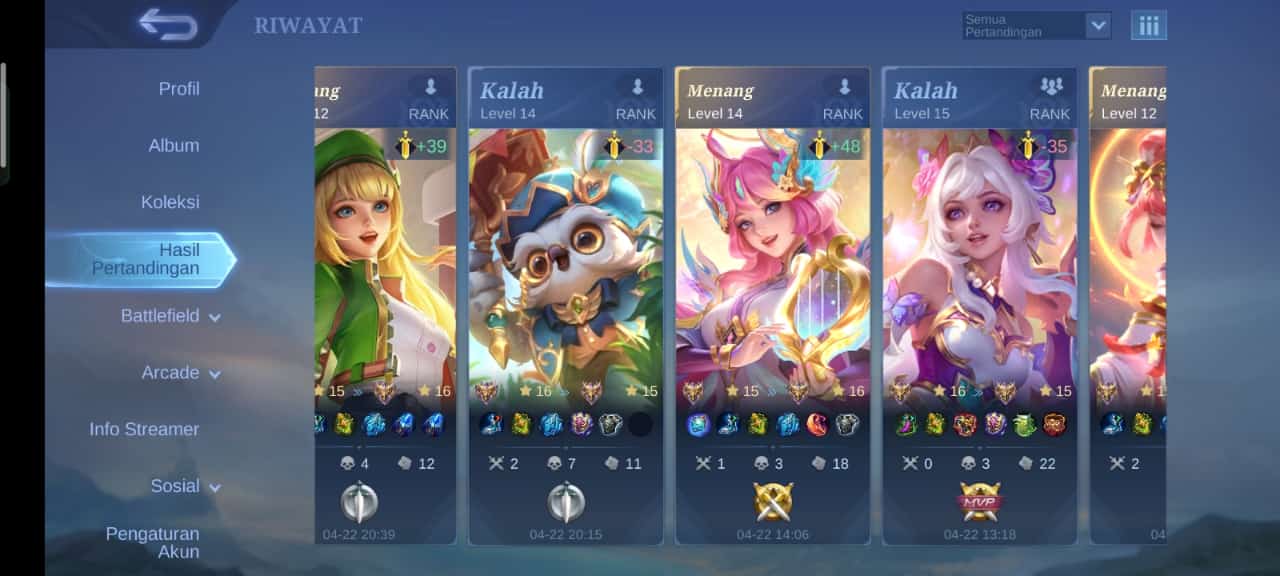 RIWAYAT
Semua
Pertandingan
Profil
Album
Koleksi
Hasil
Pertandingan
Battlefield
Arcade
Info Streamer
Sosial
Pengaturan
Akun
ang
12 RANK
+39
15 16
4 12
04-22 20:39
Kalah
Level 14 RANK
-33
16 15
2 7 11
04-22 20:15
Menang
Level 14 RANK
+48
15 16
1 3 18
04-22 14:06
Kalah
Level 15 RANK
-35
16 15
0 3 22
MVP
04-22 13:18
Menang
Level 12
2
04